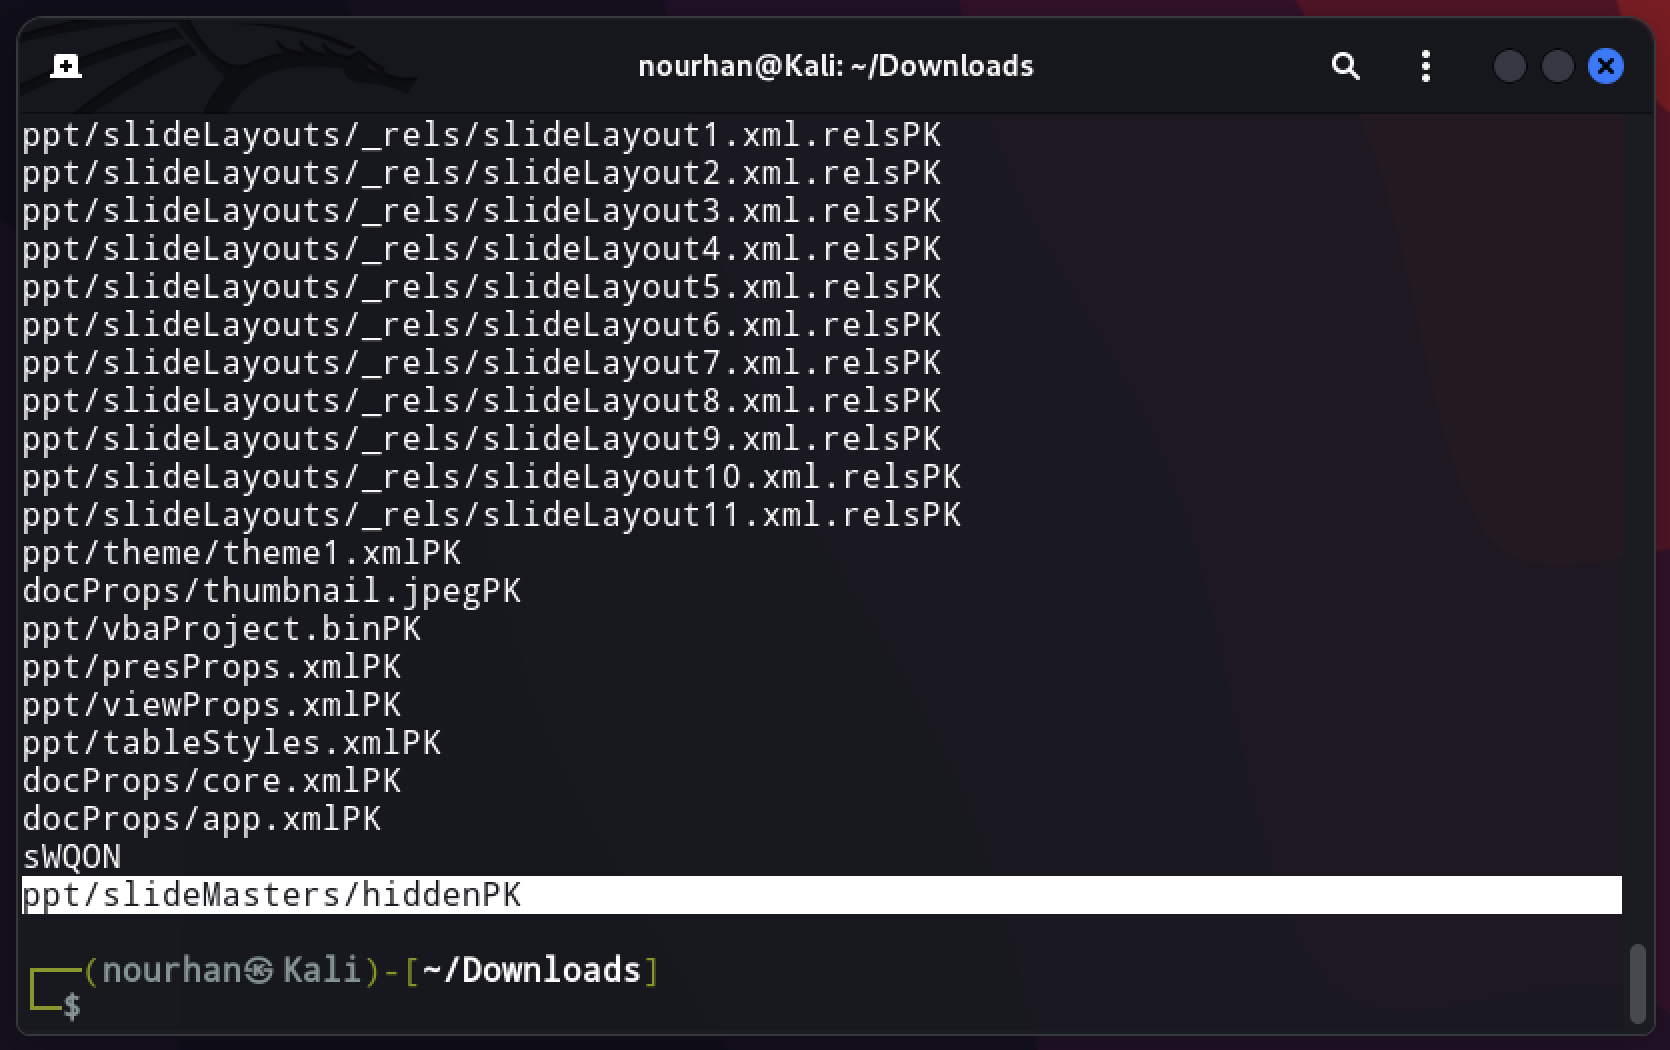 nourhan@Kali: ~/Downloads
ppt/slideLayouts/_rels/slideLayout1.xml.relsPK
ppt/slideLayouts/_rels/slideLayout2.xml.relsPK
ppt/slideLayouts/_rels/slideLayout3.xml.relsPK
ppt/slideLayouts/_rels/slideLayout4.xml.relsPK
ppt/slideLayouts/_rels/slideLayout5.xml.relsPK
ppt/slideLayouts/_rels/slideLayout6.xml.relsPK
ppt/slideLayouts/_rels/slideLayout7.xml.relsPK
ppt/slideLayouts/_rels/slideLayout8.xml.relsPK
ppt/slideLayouts/_rels/slideLayout9.xml.relsPK
ppt/slideLayouts/_rels/slideLayout10.xml.relsPK
ppt/slideLayouts/_rels/slideLayout11.xml.relsPK
ppt/theme/theme1.xmlPK
docProps/thumbnail.jpegPK
ppt/vbaProject.binPK
ppt/presProps.xmlPK
ppt/viewProps.xmlPK
ppt/tableStyles.xmlPK
docProps/core.xmlPK
docProps/app.xmlPK
sWQON
ppt/slideMasters/hiddenPK
┌──(nourhan㉿Kali)-[~/Downloads]
└─$